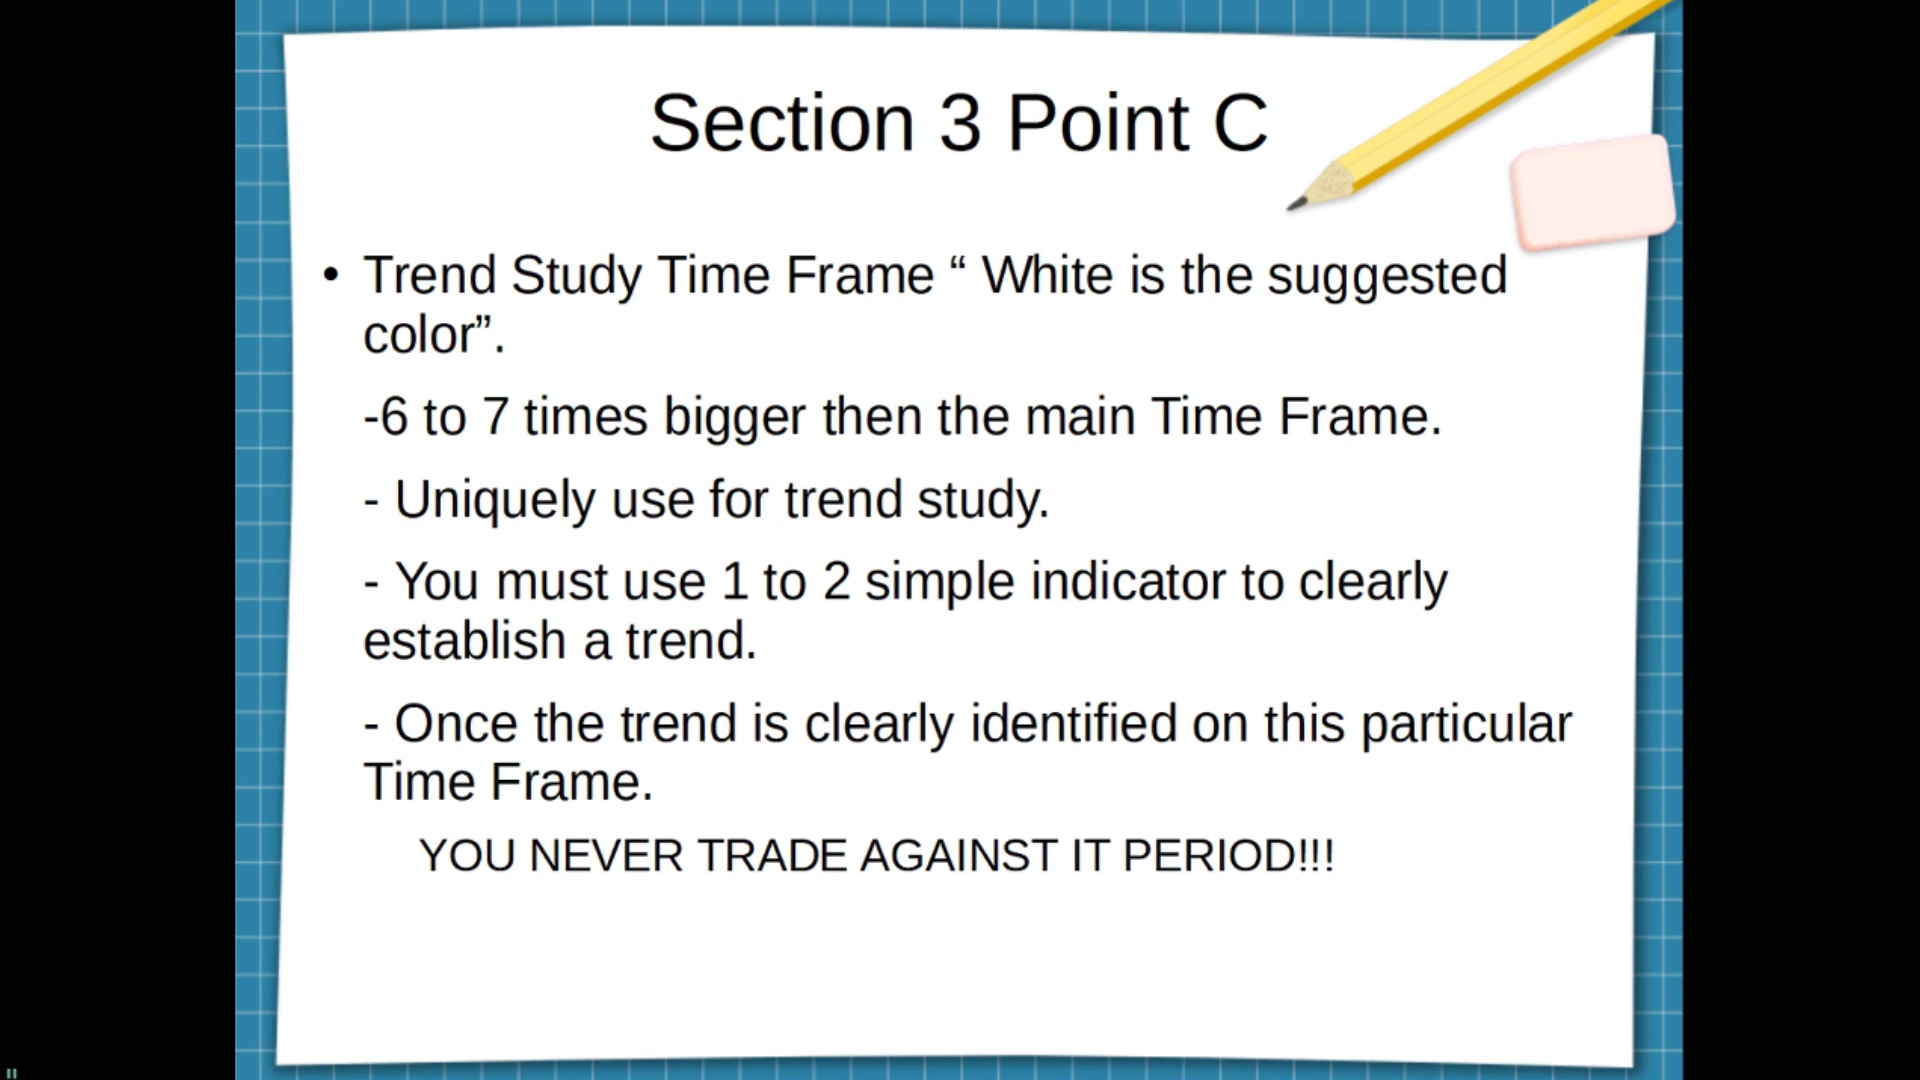 Section 3 Point C
• Trend Study Time Frame “ White is the suggested
color”.
-6 to 7 times bigger then the main Time Frame.
- Uniquely use for trend study.
- You must use 1 to 2 simple indicator to clearly
establish a trend.
- Once the trend is clearly identified on this particular
Time Frame.
YOU NEVER TRADE AGAINST IT PERIOD!!!